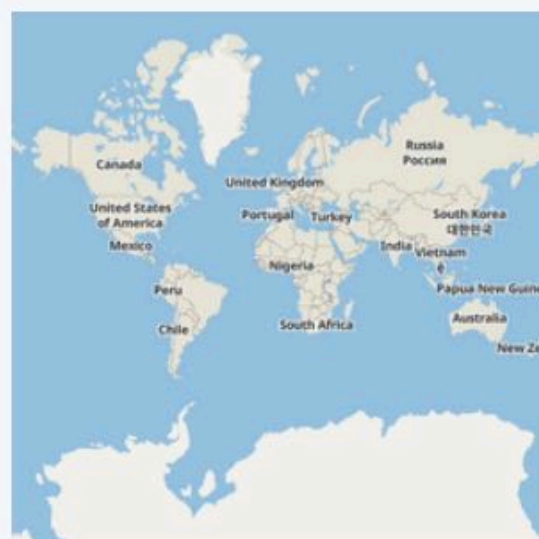 Russia
Россия
Canada
United Kingdom
United States
of America
Portugal
Turkey
South Korea
대한민국
Mexico
India
Vietnam
Nigeria
Peru
Papua New Guin
Australia
South Africa
Chile
New Ze